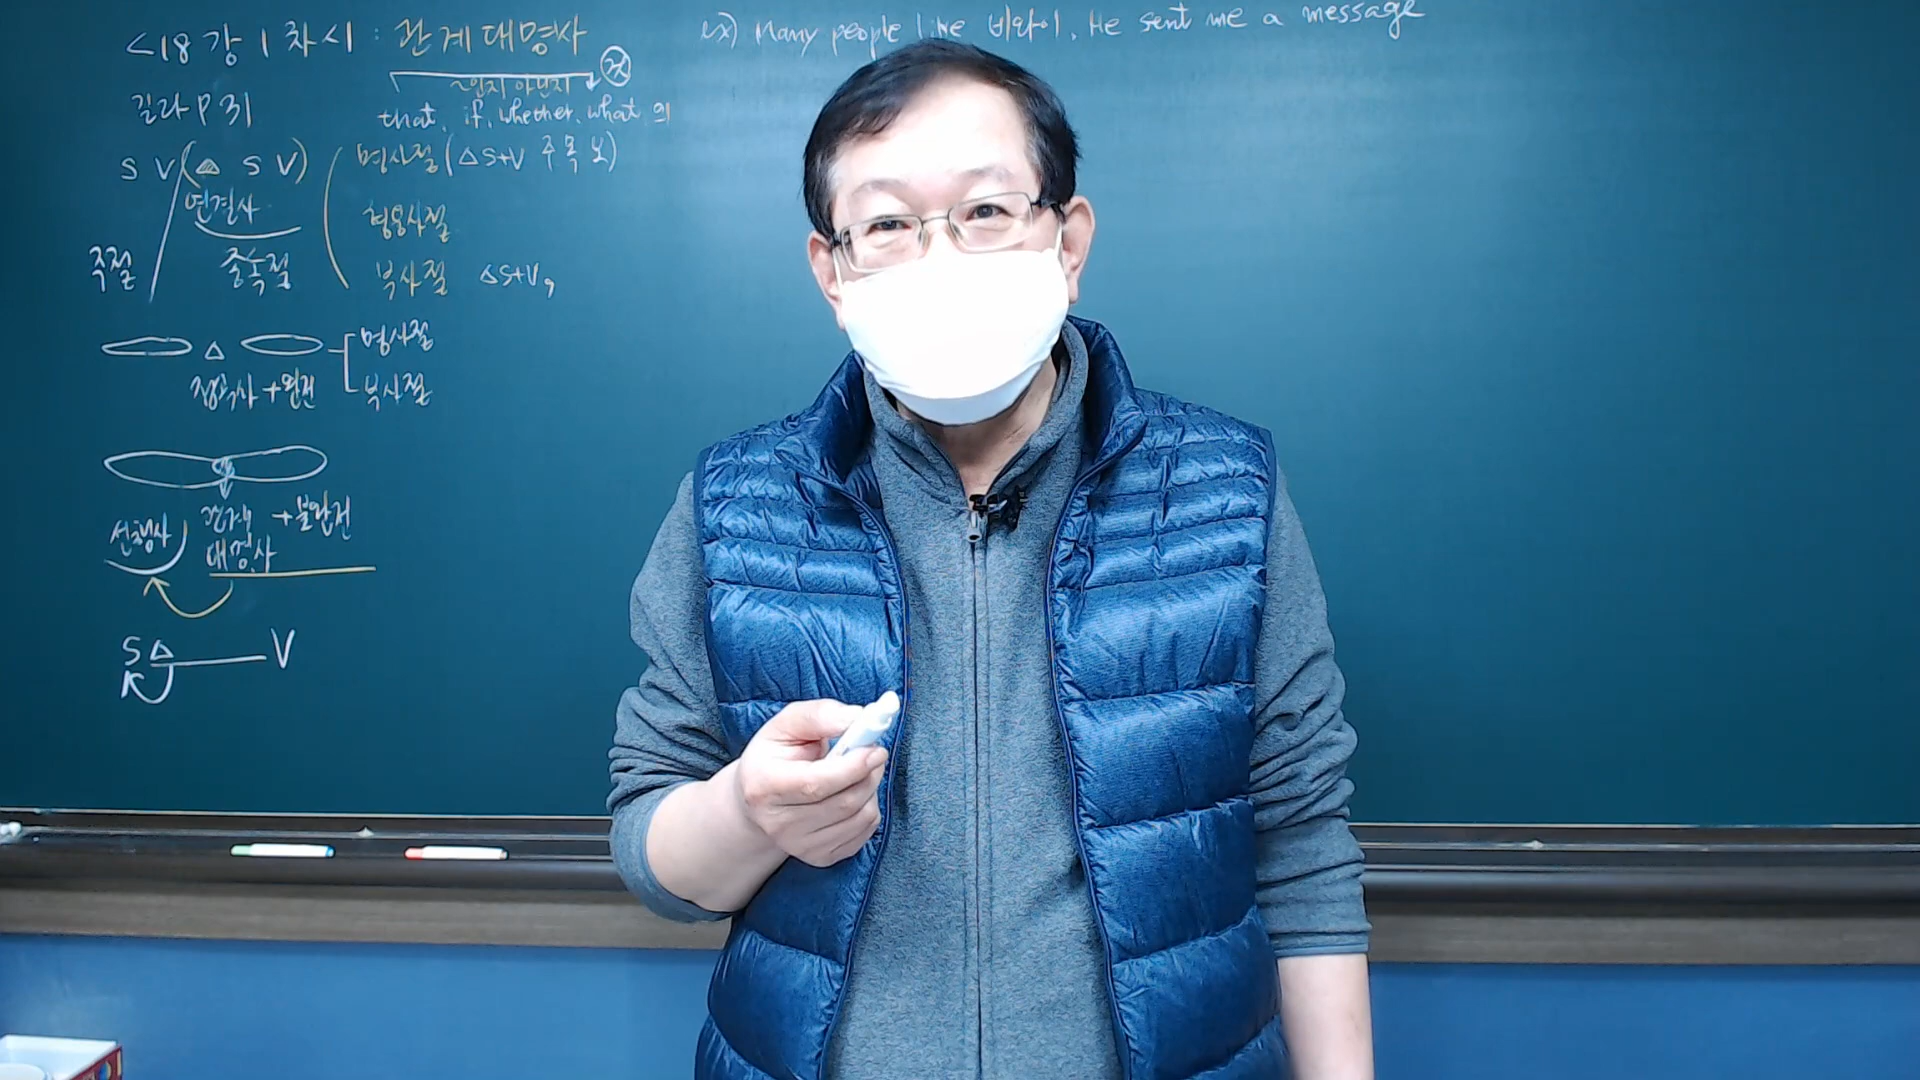 <18강 1차시 : 관계대명사
ex) Many people like 비와이. He sent me a message
길라 P 31
~인지 아닌지
that, if, whether, what 의
S V (△ S V)
연결사
주절
종속절
명사절 (△ S+V 주 목 보)
형용사절
부사절 △S+V,
△
접속사 + 완전
명사절
부사절
선행사
관계대명사 + 불완전
S △ V